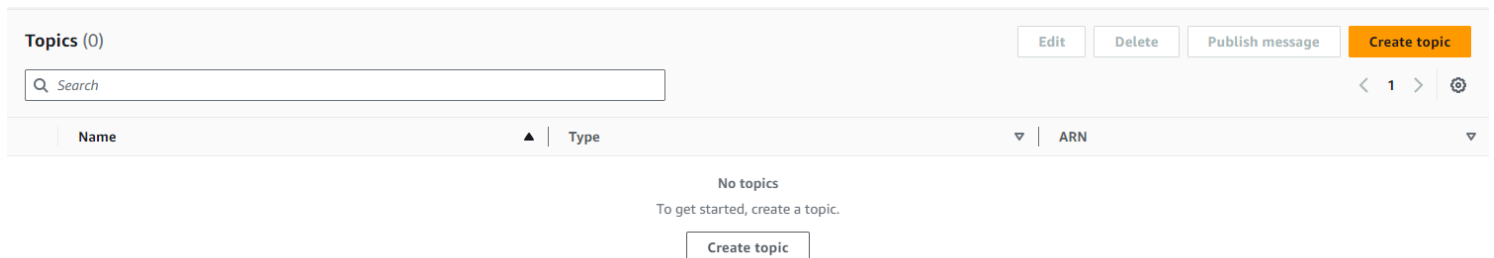 Topics (0)
Edit
Delete
Publish message
Create topic
Search
1
Name
Type
ARN
No topics
To get started, create a topic.
Create topic